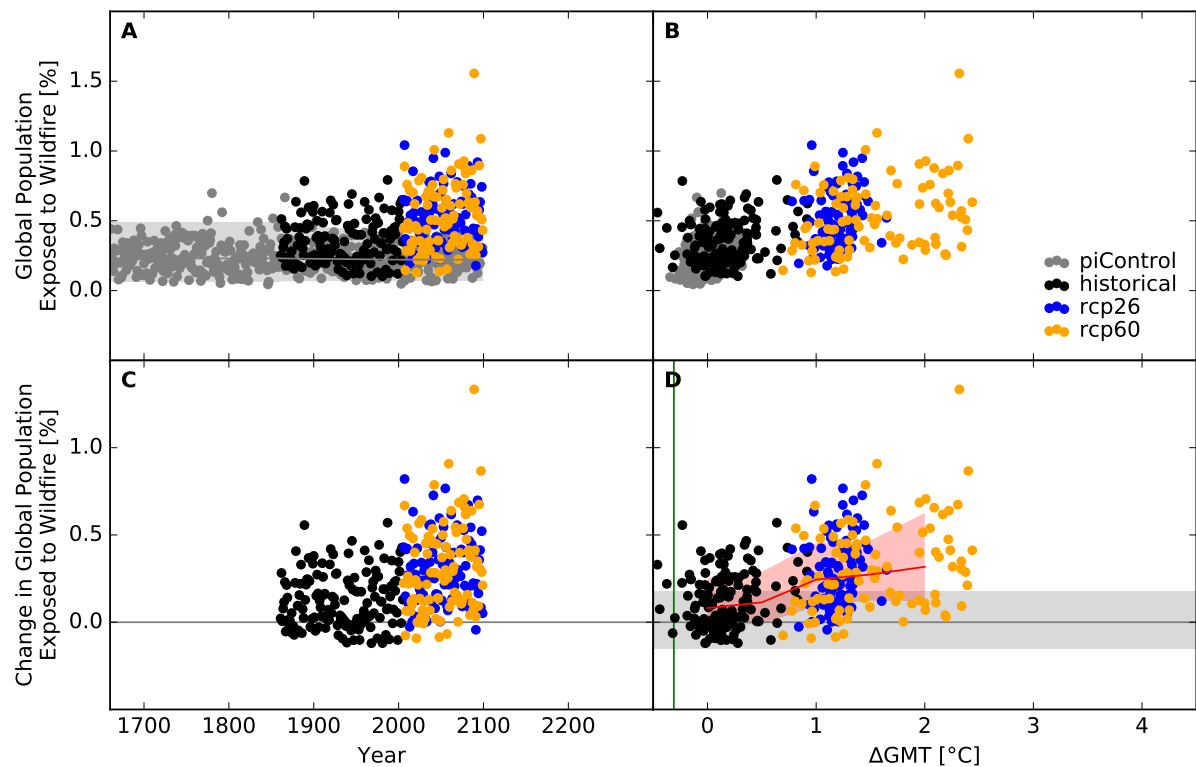 A
B
Global Population
Exposed to Wildfire [%]
1.5
1.0
0.5
0.0
piControl
historical
rcp26
rcp60
C
D
Change in Global Population
Exposed to Wildfire [%]
1.0
0.5
0.0
1700 1800 1900 2000 2100 2200
0 1 2 3 4
Year
ΔGMT [°C]